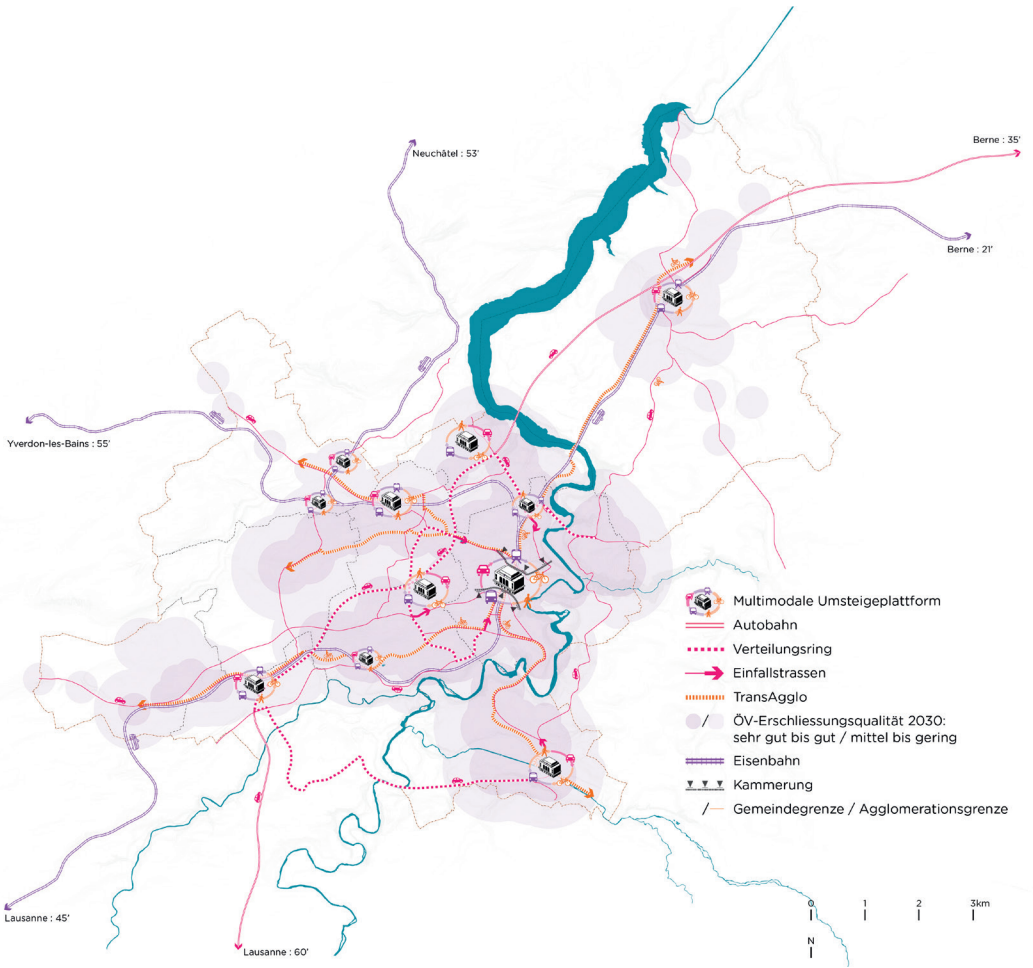 Berne : 35'
Neuchâtel : 53'
Berne : 21'
Yverdon-les-Bains : 55'
Multimodale Umsteigeplattform
Autobahn
Verteilungsring
Einfallstrassen
TransAgglo
/ ÖV-Erschliessungsqualität 2030:
sehr gut bis gut / mittel bis gering
Eisenbahn
Kammerung
/ Gemeindegrenze / Agglomerationsgrenze
0 1 2 3km
N
Lausanne : 45'
Lausanne : 60'